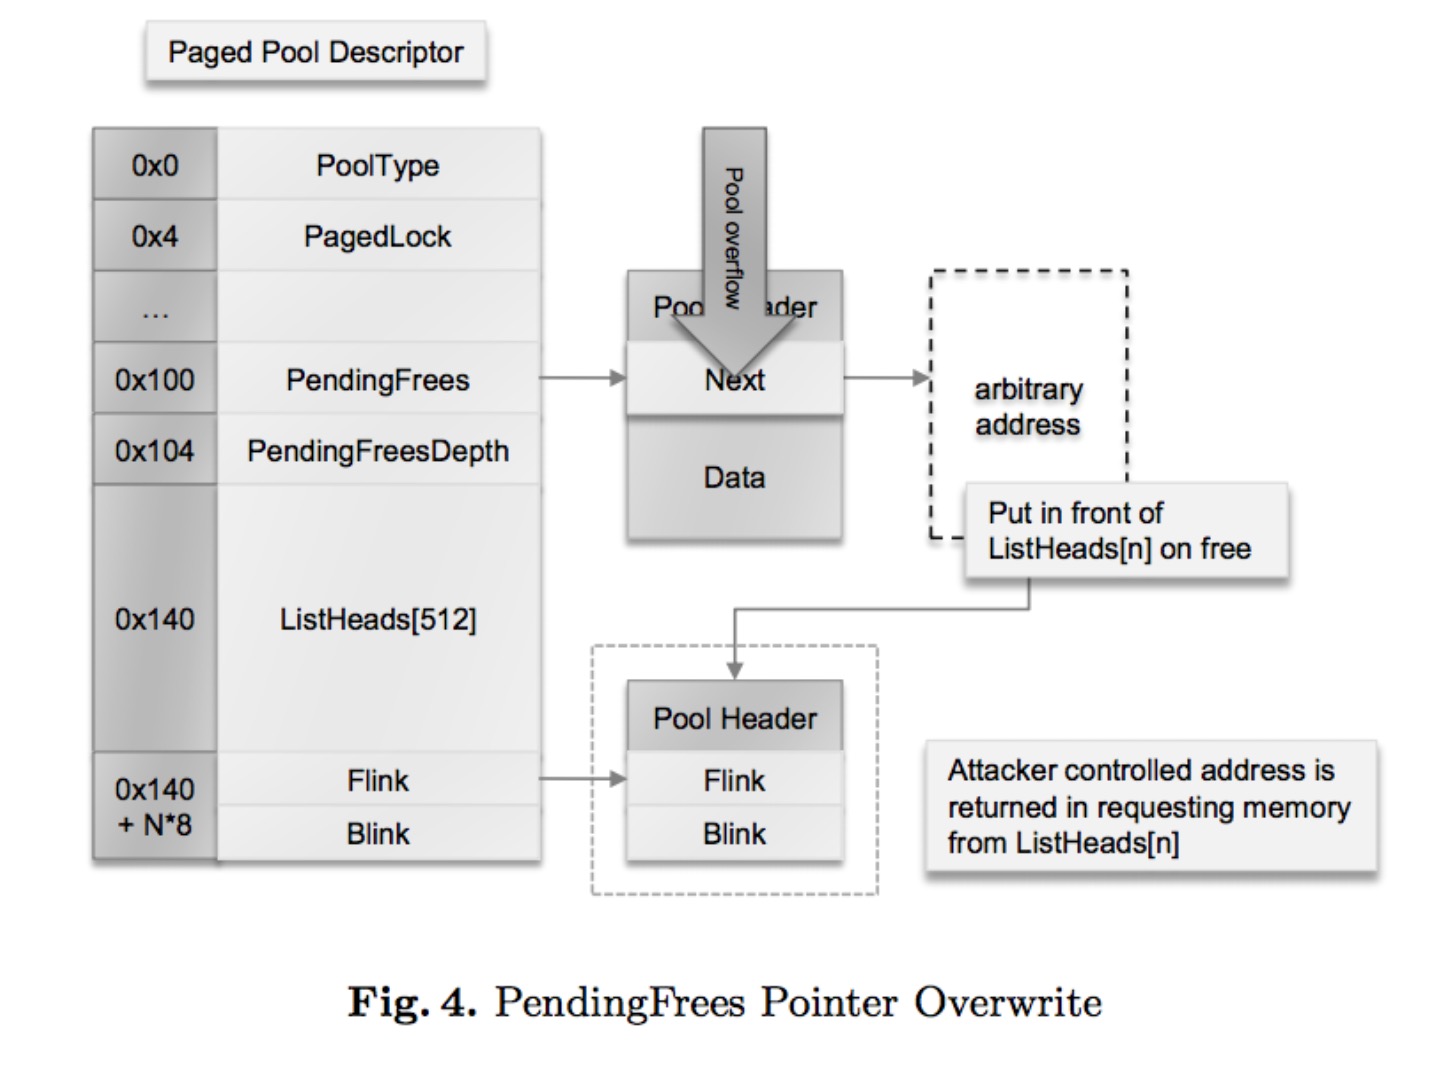 Paged Pool Descriptor
0x0
PoolType
0x4
PagedLock
...
0x100
PendingFrees
0x104
PendingFreesDepth
0x140
ListHeads[512]
0x140
+ N*8
Flink
Blink
Pool overflow
Poo ader
Next
Data
arbitrary
address
Put in front of
ListHeads[n] on free
Pool Header
Flink
Blink
Attacker controlled address is
returned in requesting memory
from ListHeads[n]
Fig. 4. PendingFrees Pointer Overwrite